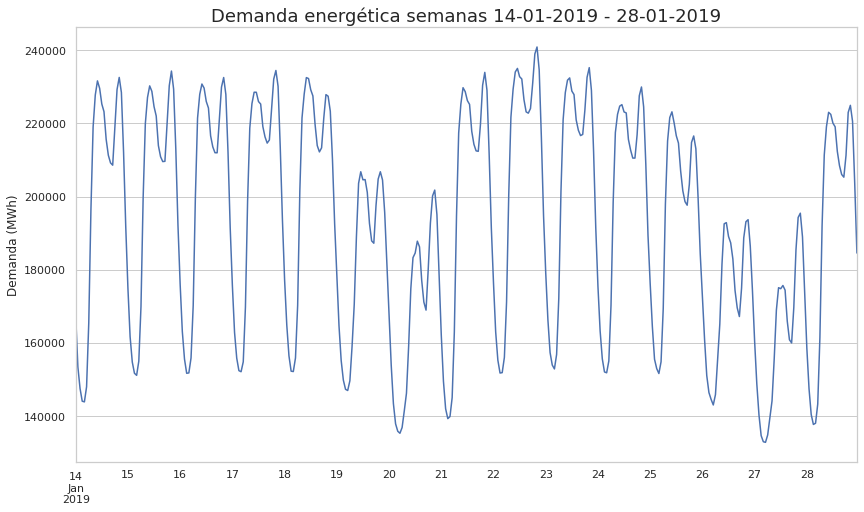 Demanda energética semanas 14-01-2019 - 28-01-2019
Demanda (MWh)
240000
220000
200000
180000
160000
140000
14 15 16 17 18 19 20 21 22 23 24 25 26 27 28
Jan
2019